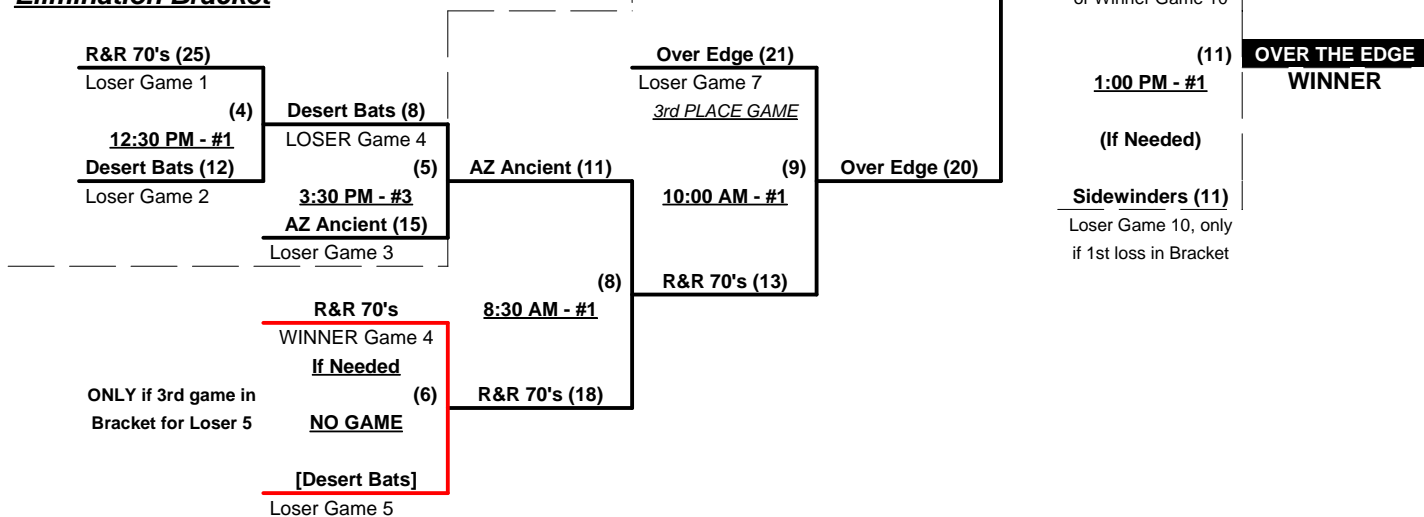 Elimination Bracket
or Winner Game 10
R&R 70's (25)
Loser Game 1
(4)
12:30 PM - #1
Desert Bats (12)
Loser Game 2
Desert Bats (8)
LOSER Game 4
(5)
3:30 PM - #3
AZ Ancient (15)
Loser Game 3
AZ Ancient (11)
(8)
8:30 AM - #1
R&R 70's
WINNER Game 4
If Needed
ONLY if 3rd game in
Bracket for Loser 5
(6)
NO GAME
[Desert Bats]
Loser Game 5
R&R 70's (18)
Over Edge (21)
Loser Game 7
3rd PLACE GAME
(9)
10:00 AM - #1
R&R 70's (13)
Over Edge (20)
(11)
1:00 PM - #1
(If Needed)
Sidewinders (11)
Loser Game 10, only
if 1st loss in Bracket
OVER THE EDGE
WINNER